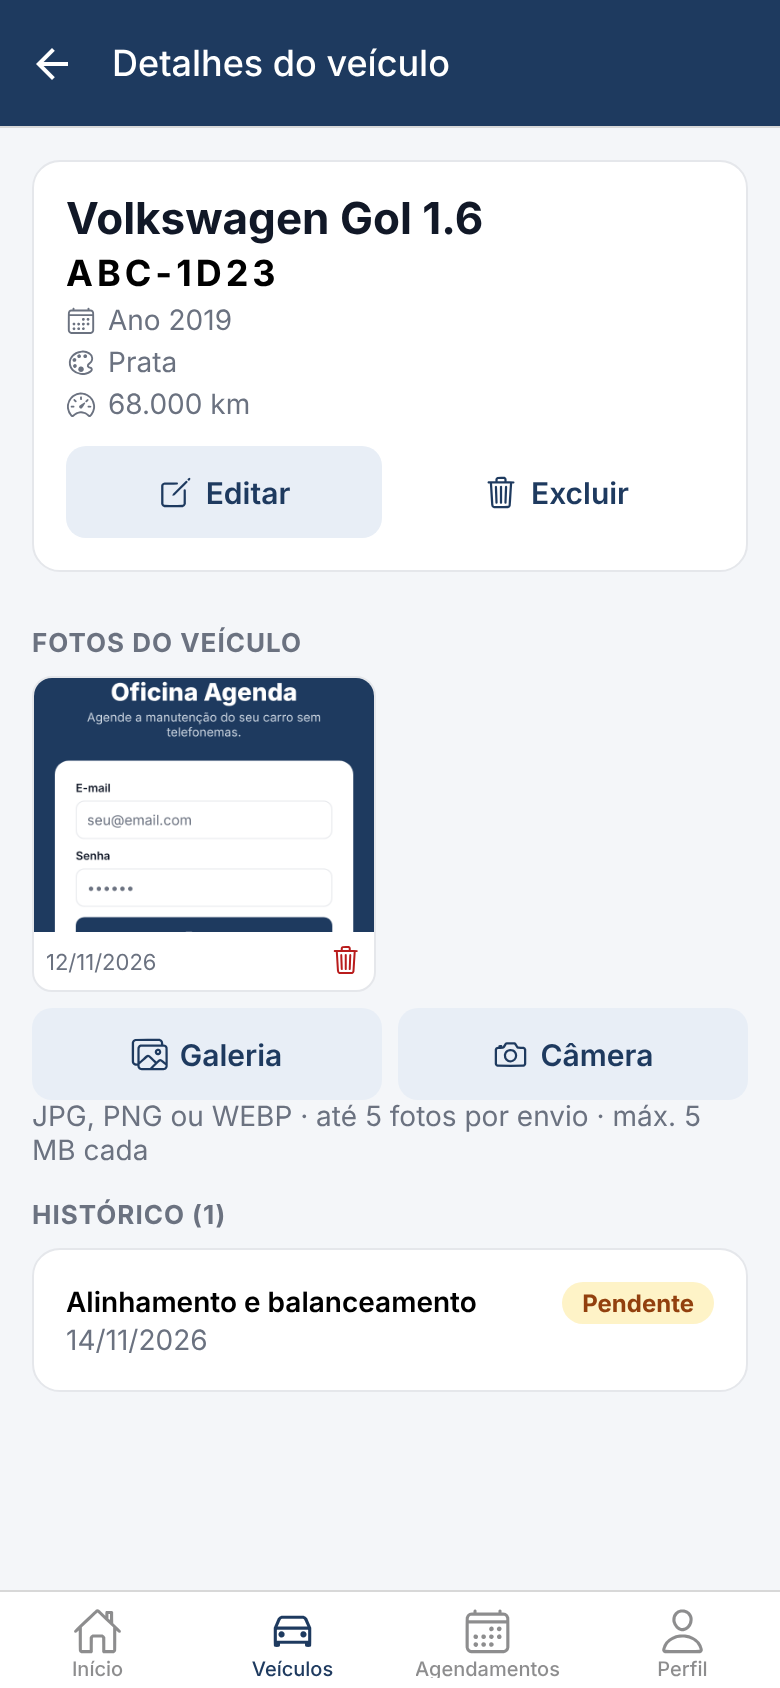 Detalhes do veículo
Volkswagen Gol 1.6
ABC-1D23
Ano 2019
Prata
68.000 km
Editar
Excluir
FOTOS DO VEÍCULO
Oficina Agenda
Agende a manutenção do seu carro sem
telefonemas.
E-mail
seu@email.com
Senha
••••••
12/11/2026
Galeria
Câmera
JPG, PNG ou WEBP · até 5 fotos por envio · máx. 5
MB cada
HISTÓRICO (1)
Alinhamento e balanceamento
Pendente
14/11/2026
Início
Veículos
Agendamentos
Perfil